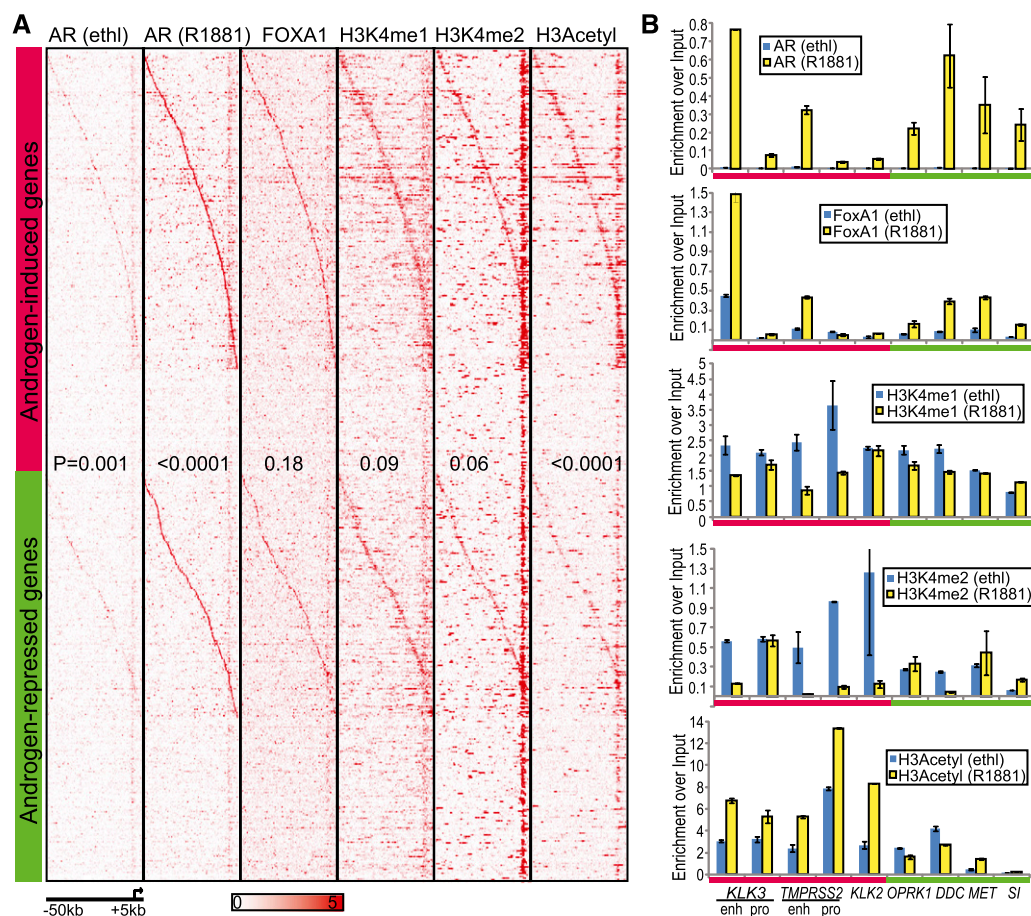 A
AR (ethl) AR (R1881) FOXA1 H3K4me1 H3K4me2 H3Acetyl
Androgen-induced genes
P=0.001 <0.0001 0.18 0.09 0.06 <0.0001
Androgen-repressed genes
-50kb +5kb
0 5
B
Enrichment over Input
0.8
0.7
0.6
0.5
0.4
0.3
0.2
0.1
0
AR (ethl)
AR (R1881)
Enrichment over Input
1.5
1.3
1.1
0.9
0.7
0.5
0.3
0.1
FoxA1 (ethl)
FoxA1 (R1881)
Enrichment over Input
5
4.5
4
3.5
3
2.5
2
1.5
1
0.5
0
H3K4me1 (ethl)
H3K4me1 (R1881)
Enrichment over Input
1.5
1.3
1.1
0.9
0.7
0.5
0.3
0.1
H3K4me2 (ethl)
H3K4me2 (R1881)
Enrichment over Input
14
12
10
8
6
4
2
0
H3Acetyl (ethl)
H3Acetyl (R1881)
KLK3 TMPRSS2 KLK2 OPRK1 DDC MET SI
enh pro enh pro